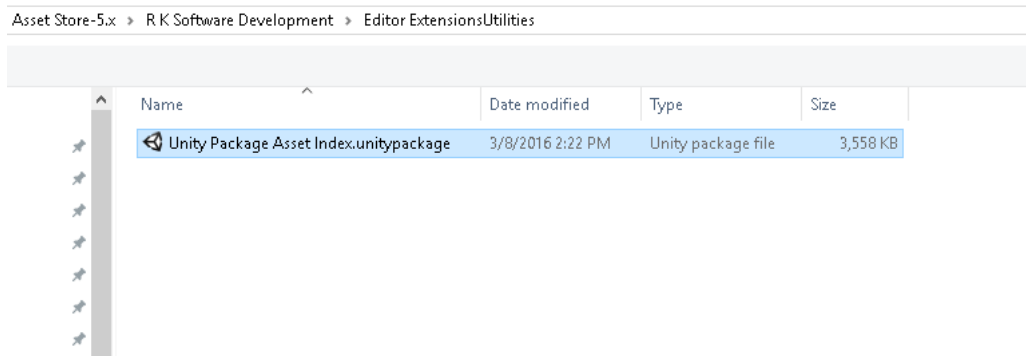 Asset Store-5.x > R K Software Development > Editor ExtensionsUtilities
Name Date modified Type Size
Unity Package Asset Index.unitypackage 3/8/2016 2:22 PM Unity package file 3,558 KB